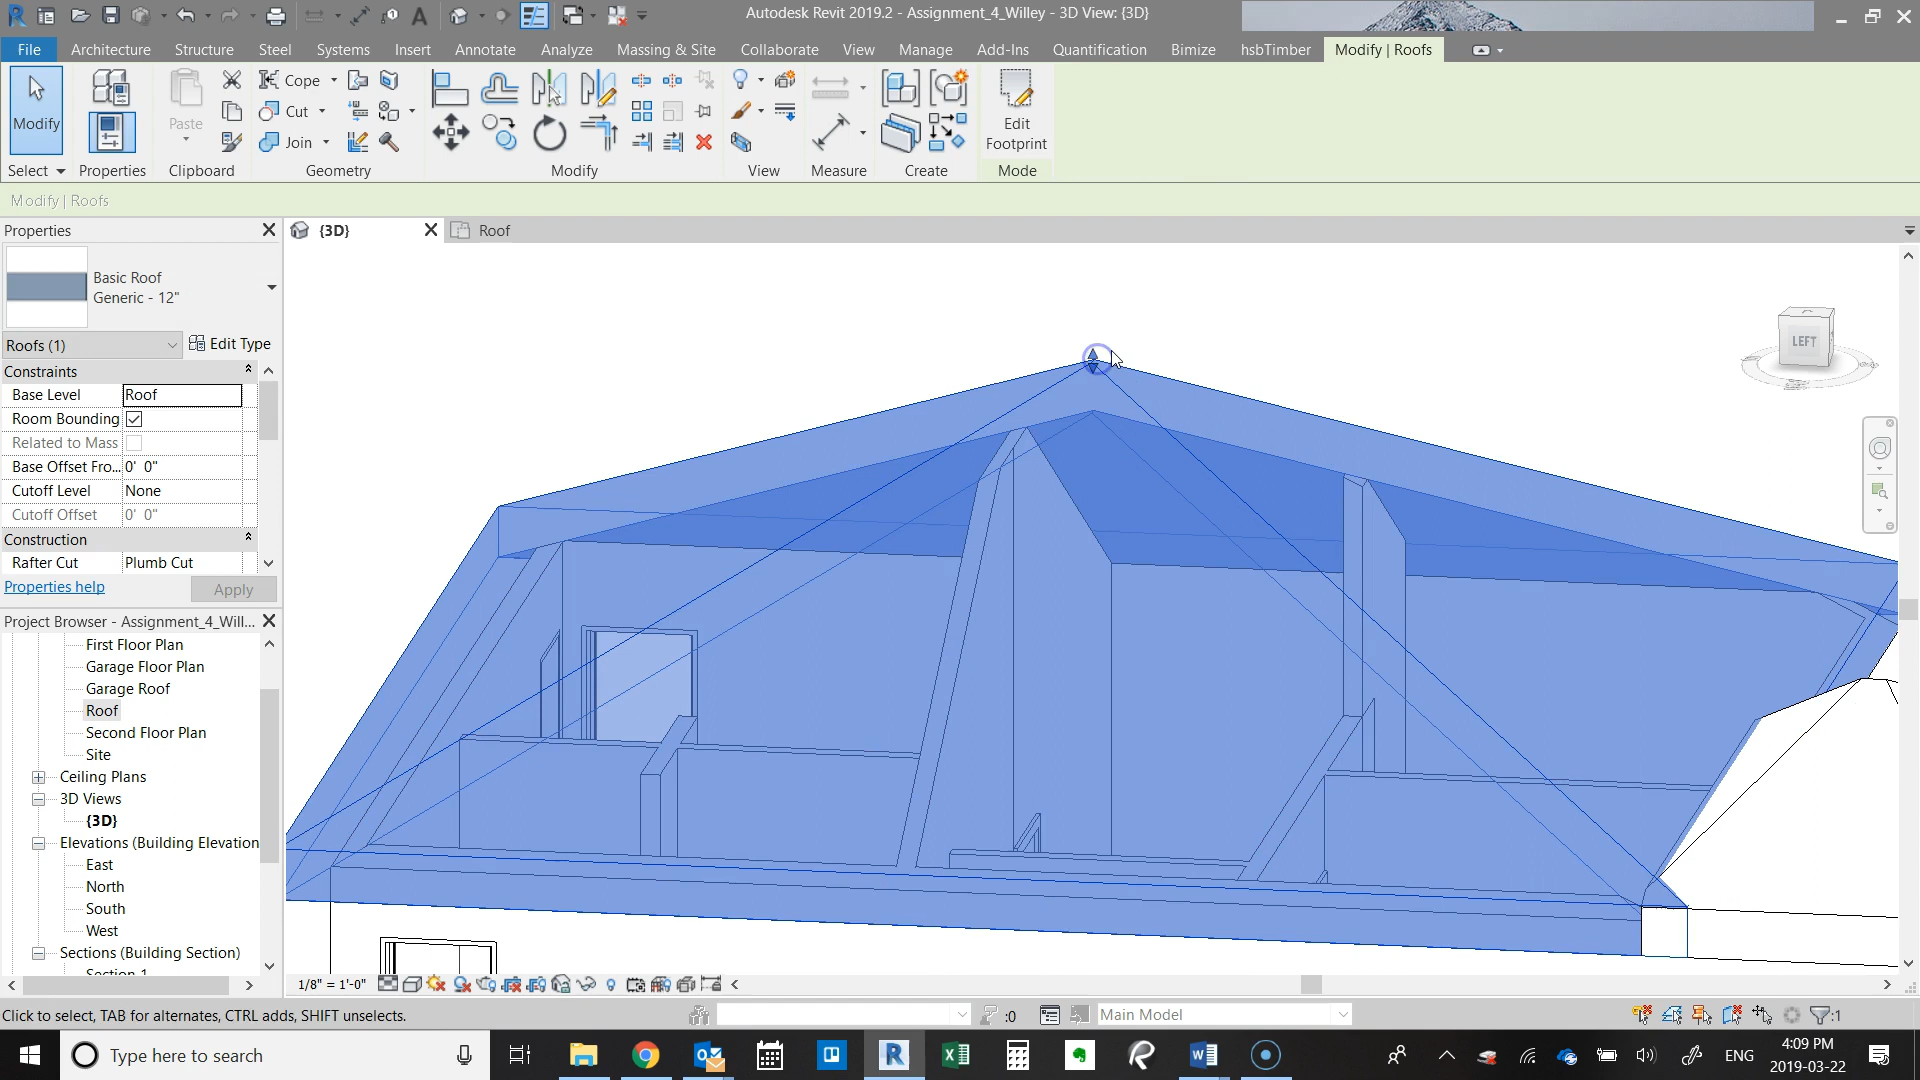 Autodesk Revit 2019.2 - Assignment_4_Willey - 3D View: {3D}
File Architecture Structure Steel Systems Insert Annotate Analyze Massing & Site Collaborate View Manage Add-Ins Quantification Bimize hsbTimber Modify | Roofs
Modify
Paste
Cope
Cut
Join
Edit
Footprint
Select Properties Clipboard Geometry Modify View Measure Create Mode
Modify | Roofs
Properties
{3D}
Roof
Basic Roof
Generic - 12"
Roofs (1)
Edit Type
Constraints
Base Level Roof
Room Bounding
Related to Mass
Base Offset Fro... 0' 0"
Cutoff Level None
Cutoff Offset 0' 0"
Construction
Rafter Cut Plumb Cut
Properties help
Apply
Project Browser - Assignment_4_Will...
First Floor Plan
Garage Floor Plan
Garage Roof
Roof
Second Floor Plan
Site
Ceiling Plans
3D Views
{3D}
Elevations (Building Elevation
East
North
South
West
Sections (Building Section)
Section 1
LEFT
1/8" = 1'-0"
Click to select, TAB for alternates, CTRL adds, SHIFT unselects.
:0
Main Model
:1
Type here to search
ENG
4:09 PM
2019-03-22